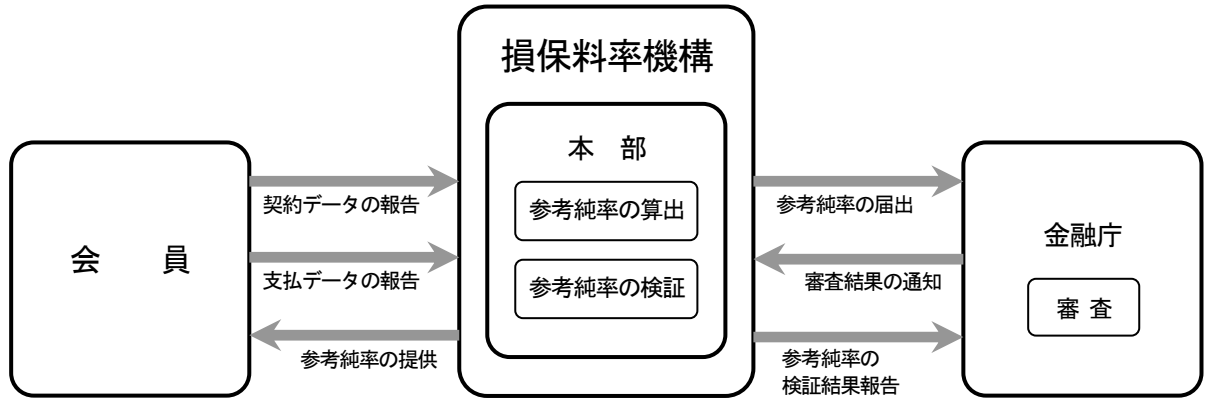 損保料率機構
本 部
参考純率の算出
参考純率の検証
会 員
契約データの報告
支払データの報告
参考純率の提供
参考純率の届出
審査結果の通知
参考純率の
検証結果報告
金融庁
審 査